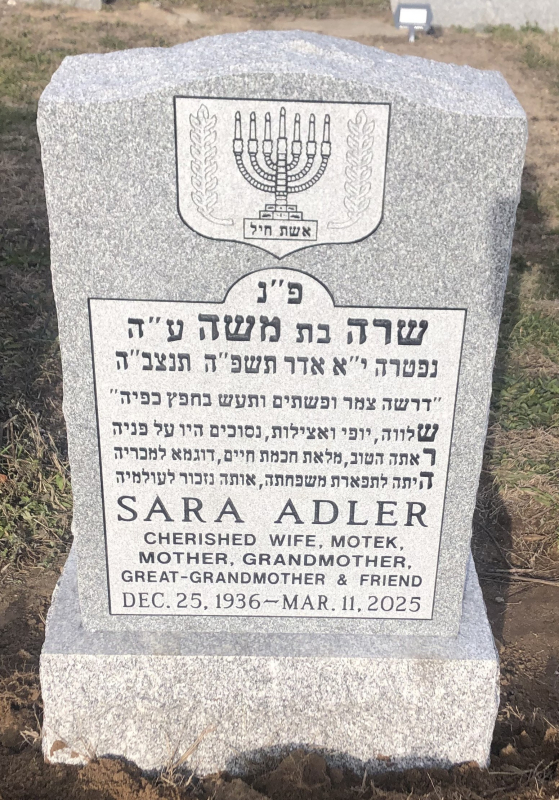 אשת חיל
פ"נ
שרה בת משה ע"ה
נפטרה י"א אדר תשפ"ה תנצב"ה
"דרשה צמר ופשתים ותעש בחפץ כפיה"
שלווה, יופי ואצילות, נסוכים היו על פניה
ראתה הטוב, מלאת חכמת חיים, דוגמא למכריה
היתה לתפארת משפחתה, אותה נזכור לעולמיה
SARA ADLER
CHERISHED WIFE, MOTEK,
MOTHER, GRANDMOTHER,
GREAT-GRANDMOTHER & FRIEND
DEC. 25, 1936–MAR. 11, 2025